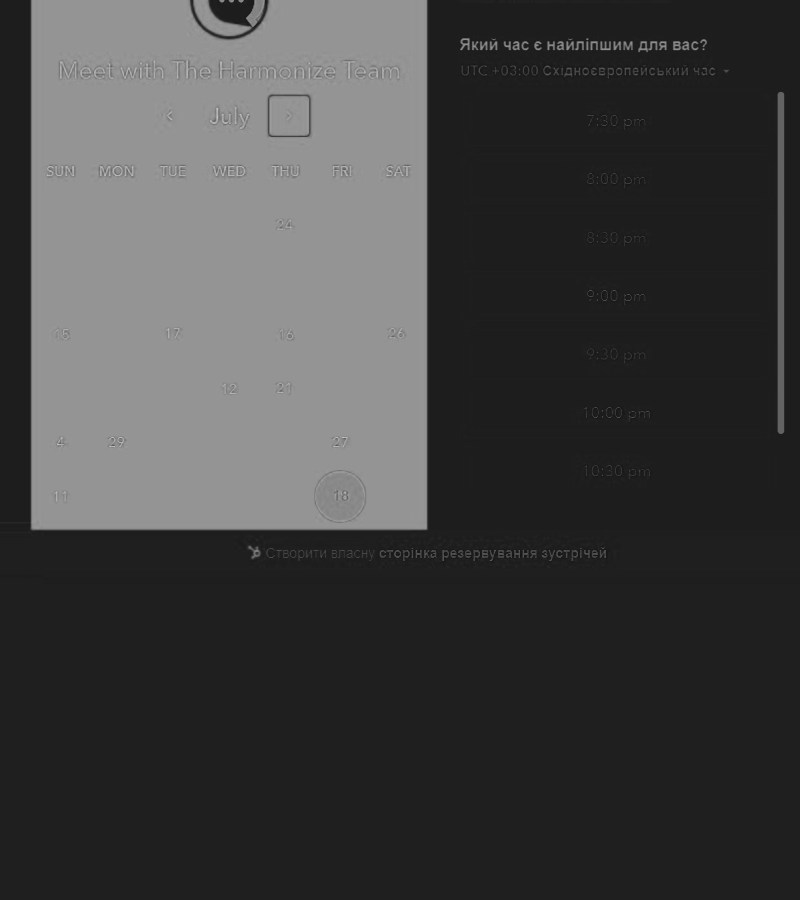 Meet with The Harmonize Team
July
SUN MON TUE WED THU FRI SAT
24
15 17 16 26
12 21
4 29 27
11 18
Який час є найліпшим для вас?
UTC +03:00 Східноєвропейський час
7:30 pm
8:00 pm
8:30 pm
9:00 pm
9:30 pm
10:00 pm
10:30 pm
Створити власну сторінка резервування зустрічей